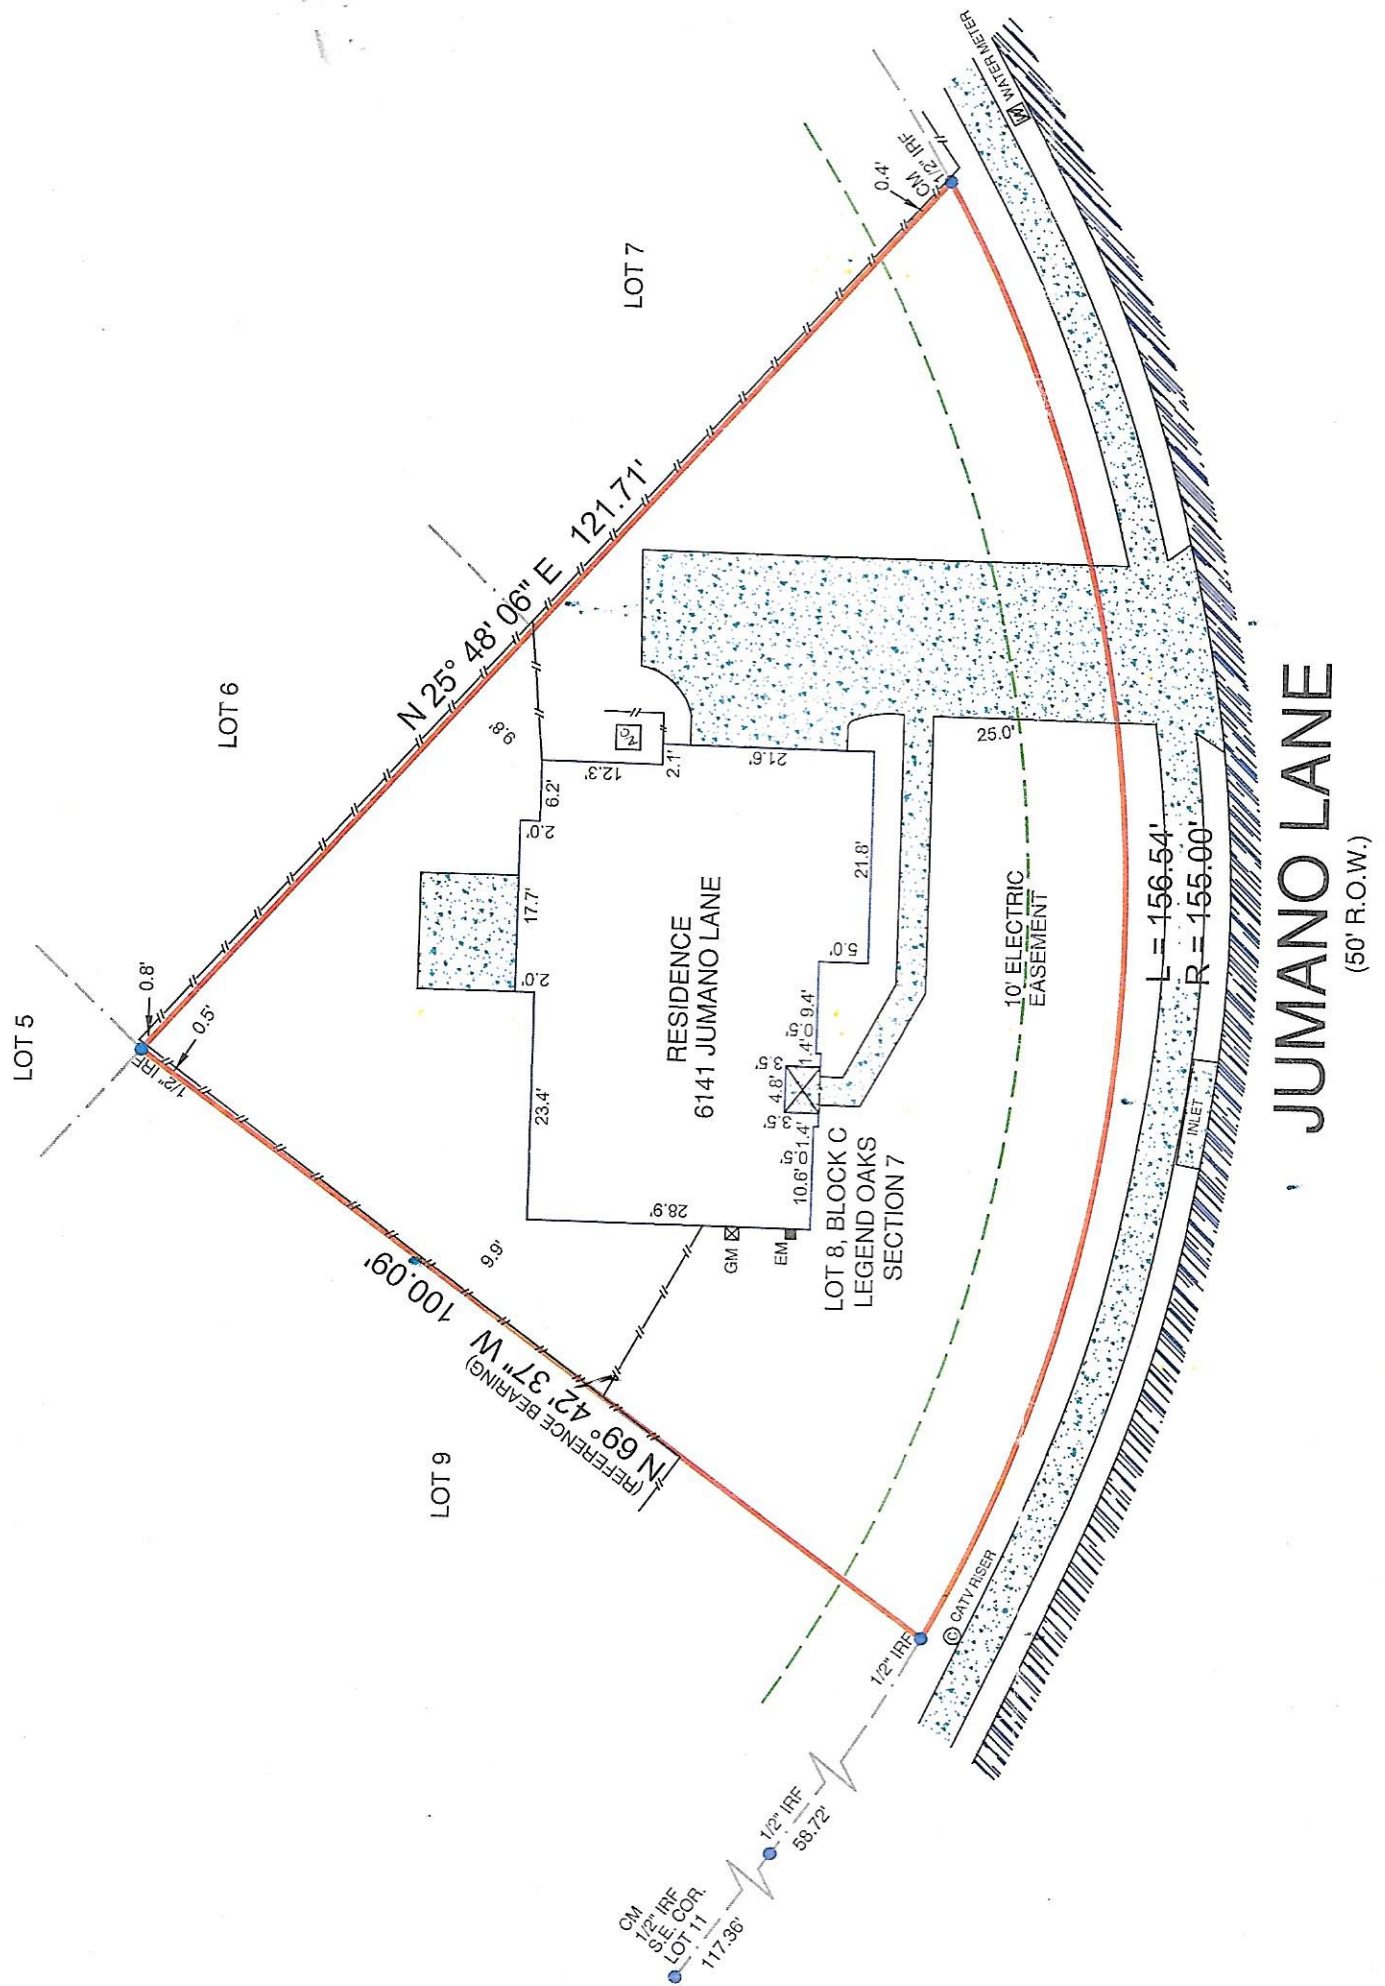 LOT 5
LOT 6
LOT 7
LOT 9
N 25° 48' 06" E 121.71'
N 69° 42' 37" W 100.09'
(REFERENCE BEARING)
1/2" IRF
0.8'
0.5'
9.8'
9.9'
0.4'
CM
1/2" IRF
W WATER METER
A/C
12.3'
2.1'
6.2'
2.0'
17.7'
2.0'
23.4'
28.9'
21.6'
21.8'
5.0'
9.4'
0.5'
1.4'
3.5'
4.8'
3.5'
1.4'
0.5'
10.6'
RESIDENCE
6141 JUMANO LANE
GM
EM
LOT 8, BLOCK C
LEGEND OAKS
SECTION 7
25.0'
10' ELECTRIC
EASEMENT
L = 156.54'
R = 155.00'
INLET
C CATV RISER
1/2" IRF
1/2" IRF
58.72'
CM
1/2" IRF
S.E. COR.
LOT 11
117.36'
JUMANO LANE
(50' R.O.W.)